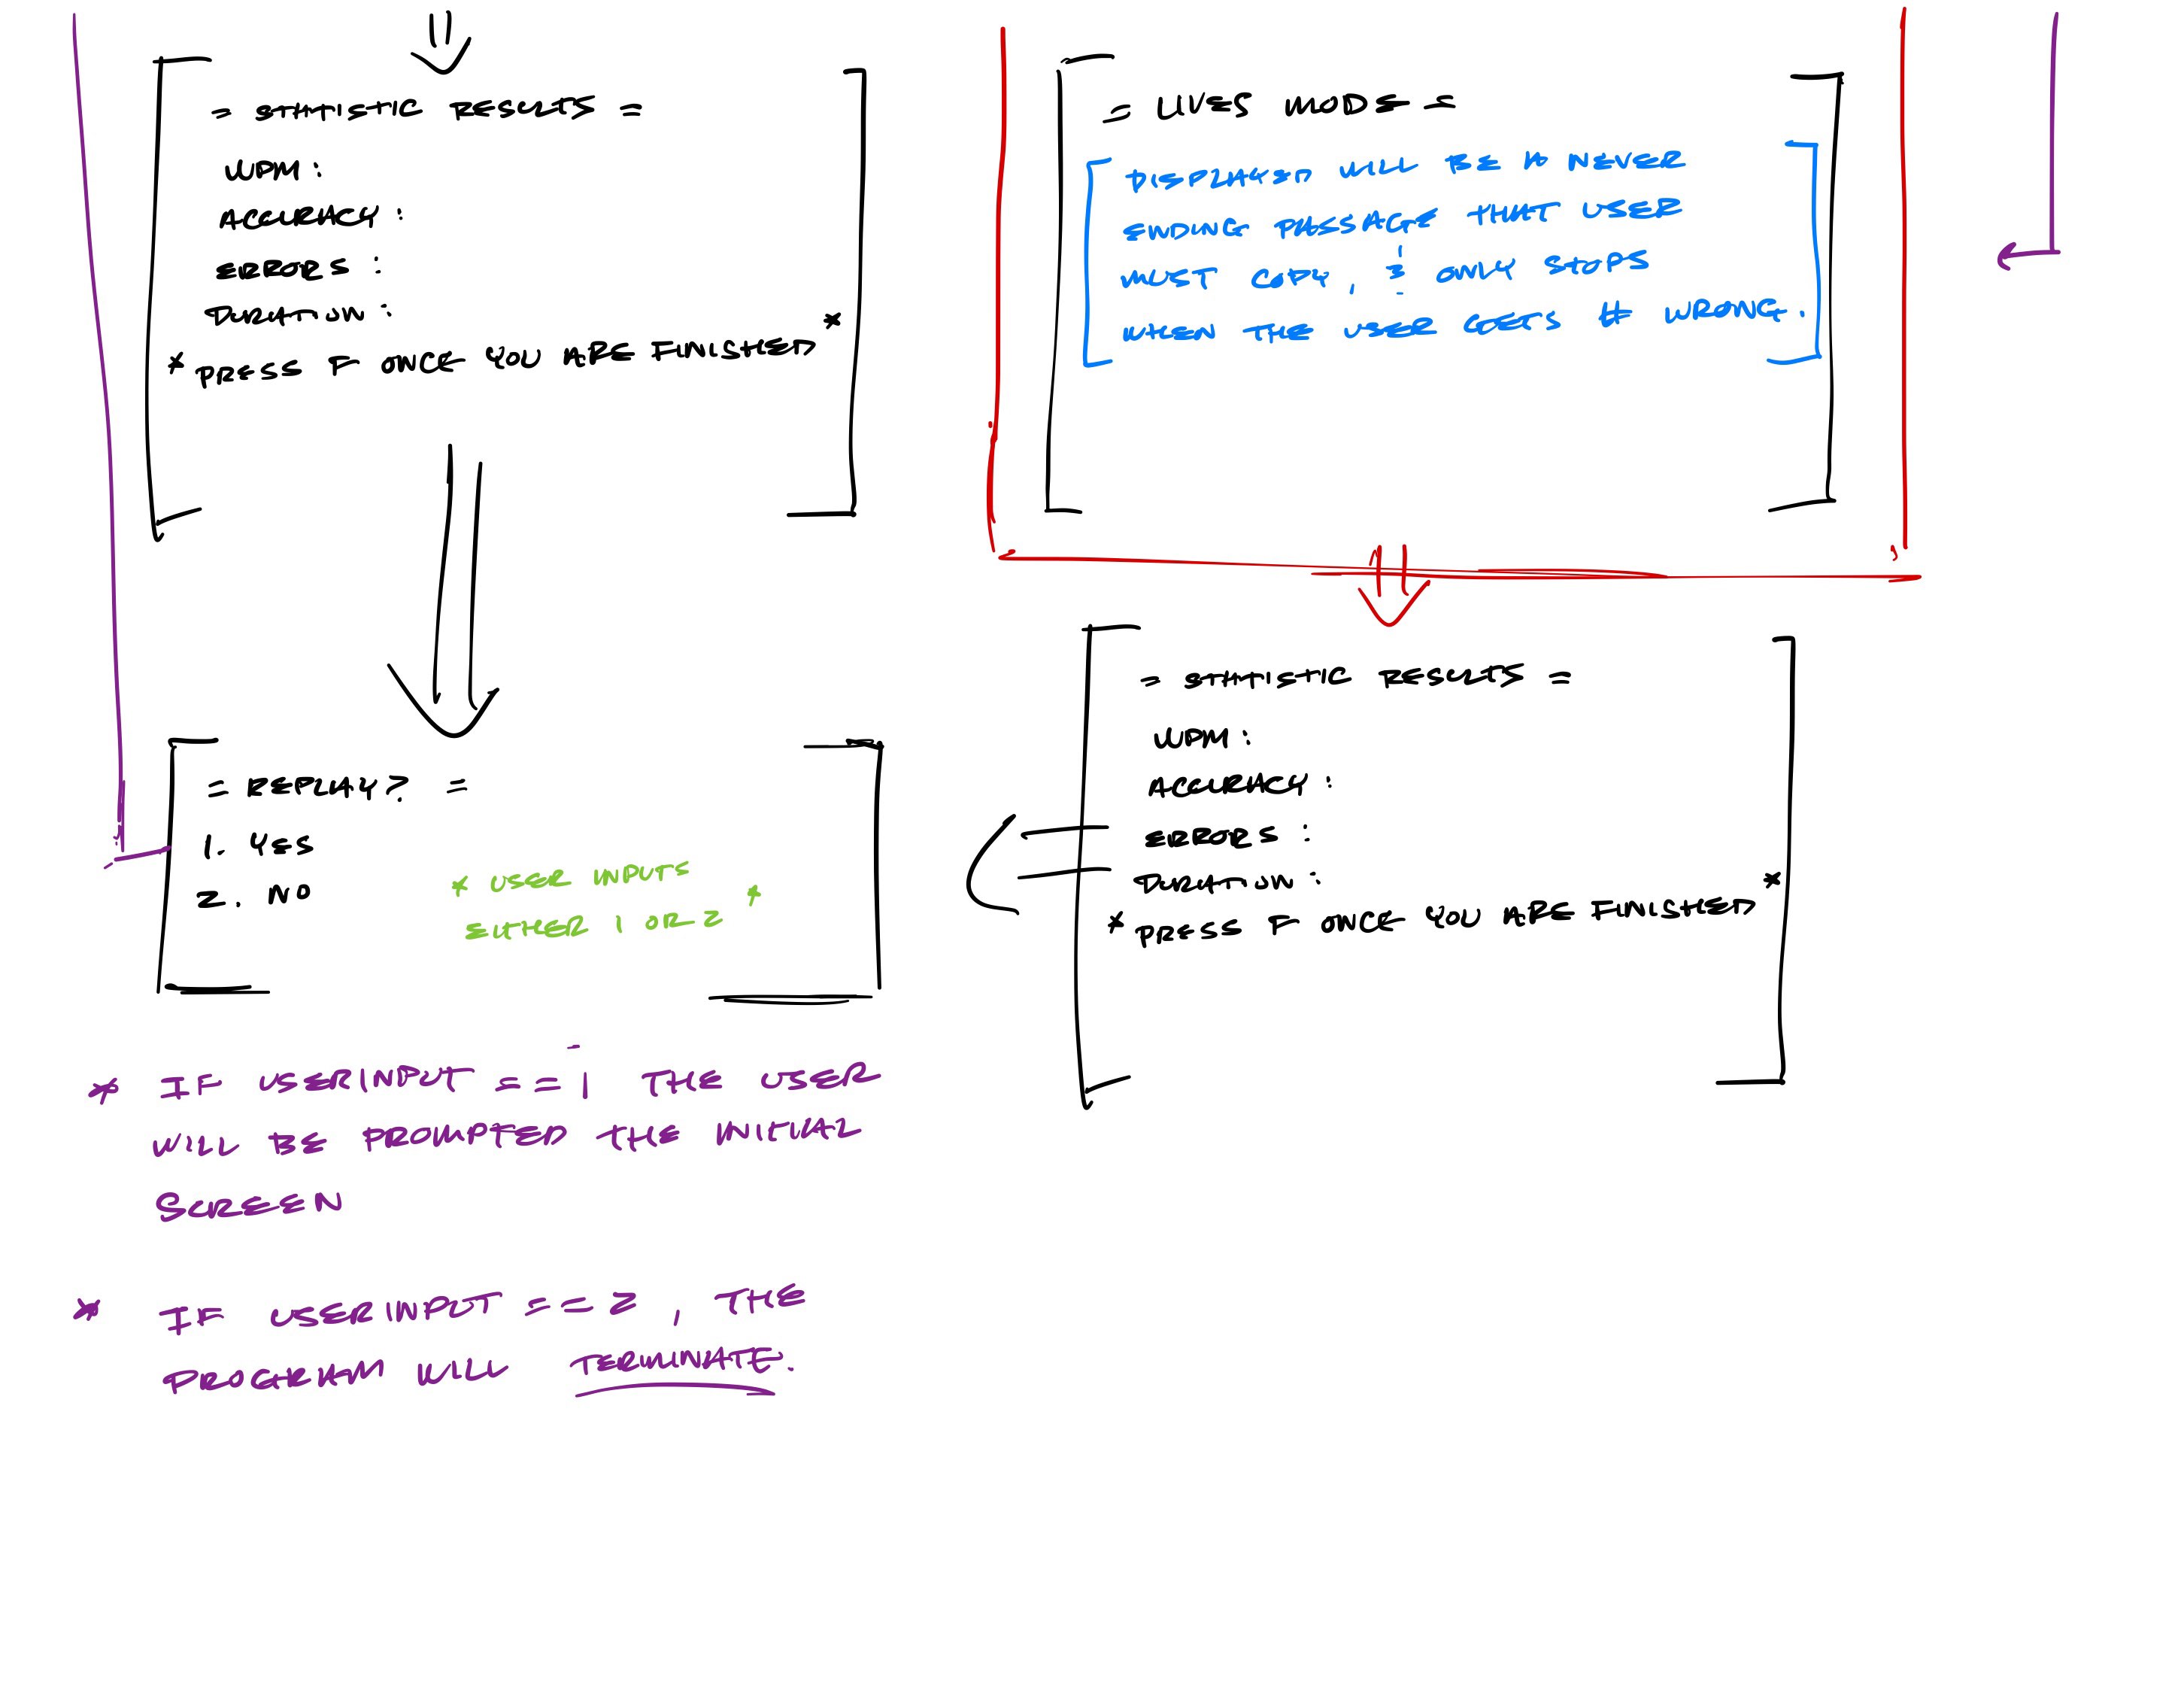 = STATISTIC RESULTS =
WPM :
ACCURACY :
ERRORS :
DURATION :
* PRESS F ONCE YOU ARE FINISHED *
= LIVES MODE =
DISPLAYED WILL BE A NEVER
ENDING PASSAGE THAT USER
MUST COPY, & ONLY STOPS
WHEN THE USER GETS # WRONG.
= REPLAY? =
1. YES
2. NO
* USER INPUTS
EITHER 1 OR 2 *
= STATISTIC RESULTS =
WPM :
ACCURACY :
ERRORS :
DURATION :
* PRESS F ONCE YOU ARE FINISHED *
* IF USERINPUT == 1 THE USER
WILL BE PROMPTED THE INITIAL
SCREEN
* IF USERINPUT == 2, THE
PROGRAM WILL TERMINATE.